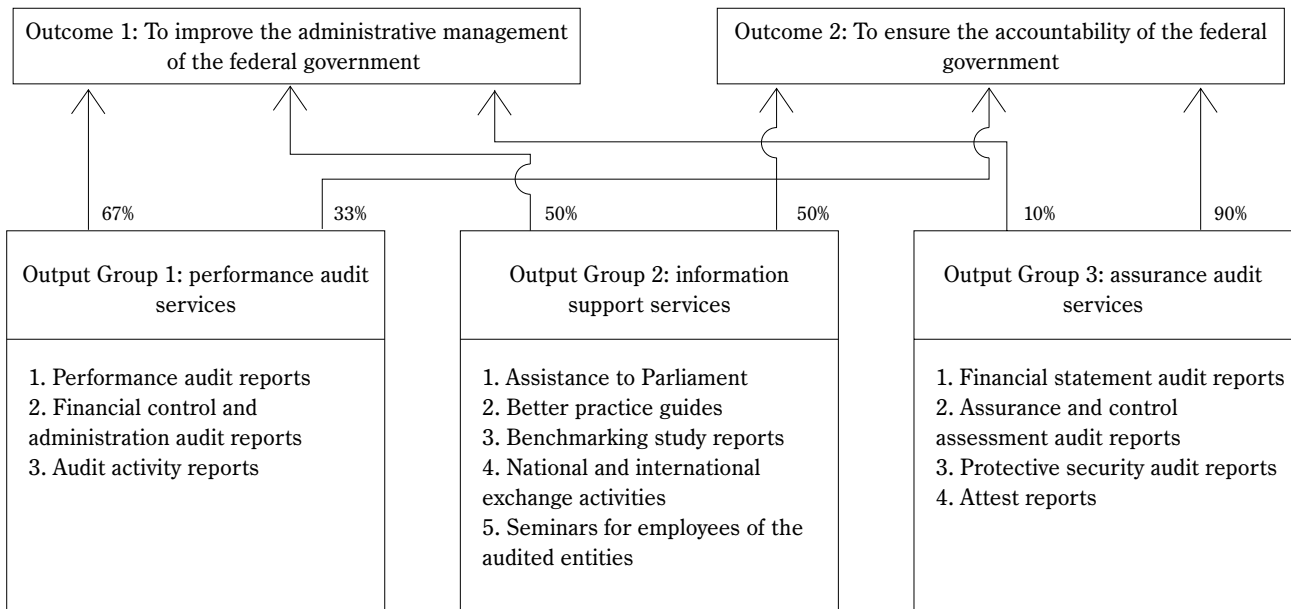 Outcome 1: To improve the administrative management
of the federal government
Outcome 2: To ensure the accountability of the federal
government
67%
33%
50%
50%
10%
90%
Output Group 1: performance audit
services
1. Performance audit reports
2. Financial control and
administration audit reports
3. Audit activity reports
Output Group 2: information
support services
1. Assistance to Parliament
2. Better practice guides
3. Benchmarking study reports
4. National and international
exchange activities
5. Seminars for employees of the
audited entities
Output Group 3: assurance audit
services
1. Financial statement audit reports
2. Assurance and control
assessment audit reports
3. Protective security audit reports
4. Attest reports